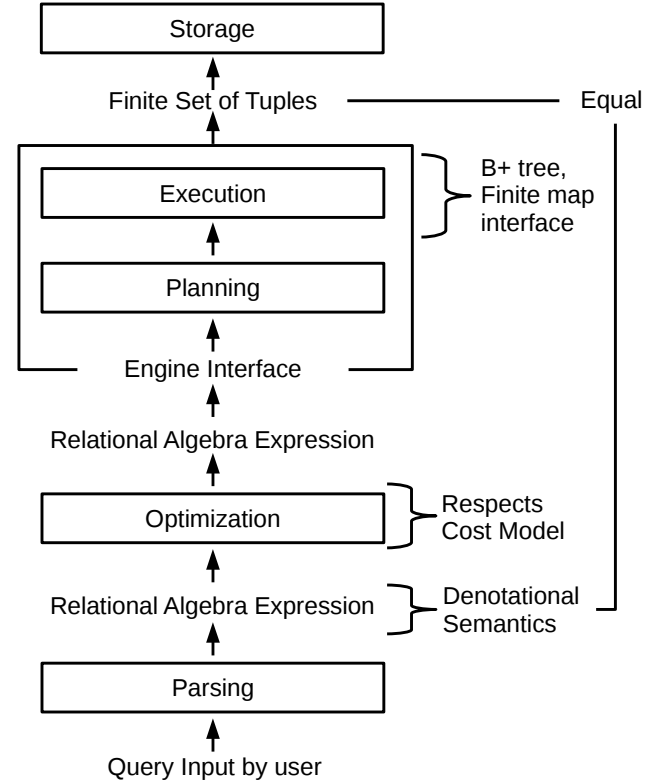 Storage
Finite Set of Tuples
Equal
Execution
B+ tree,
Finite map
interface
Planning
Engine Interface
Relational Algebra Expression
Optimization
Respects
Cost Model
Relational Algebra Expression
Denotational
Semantics
Parsing
Query Input by user